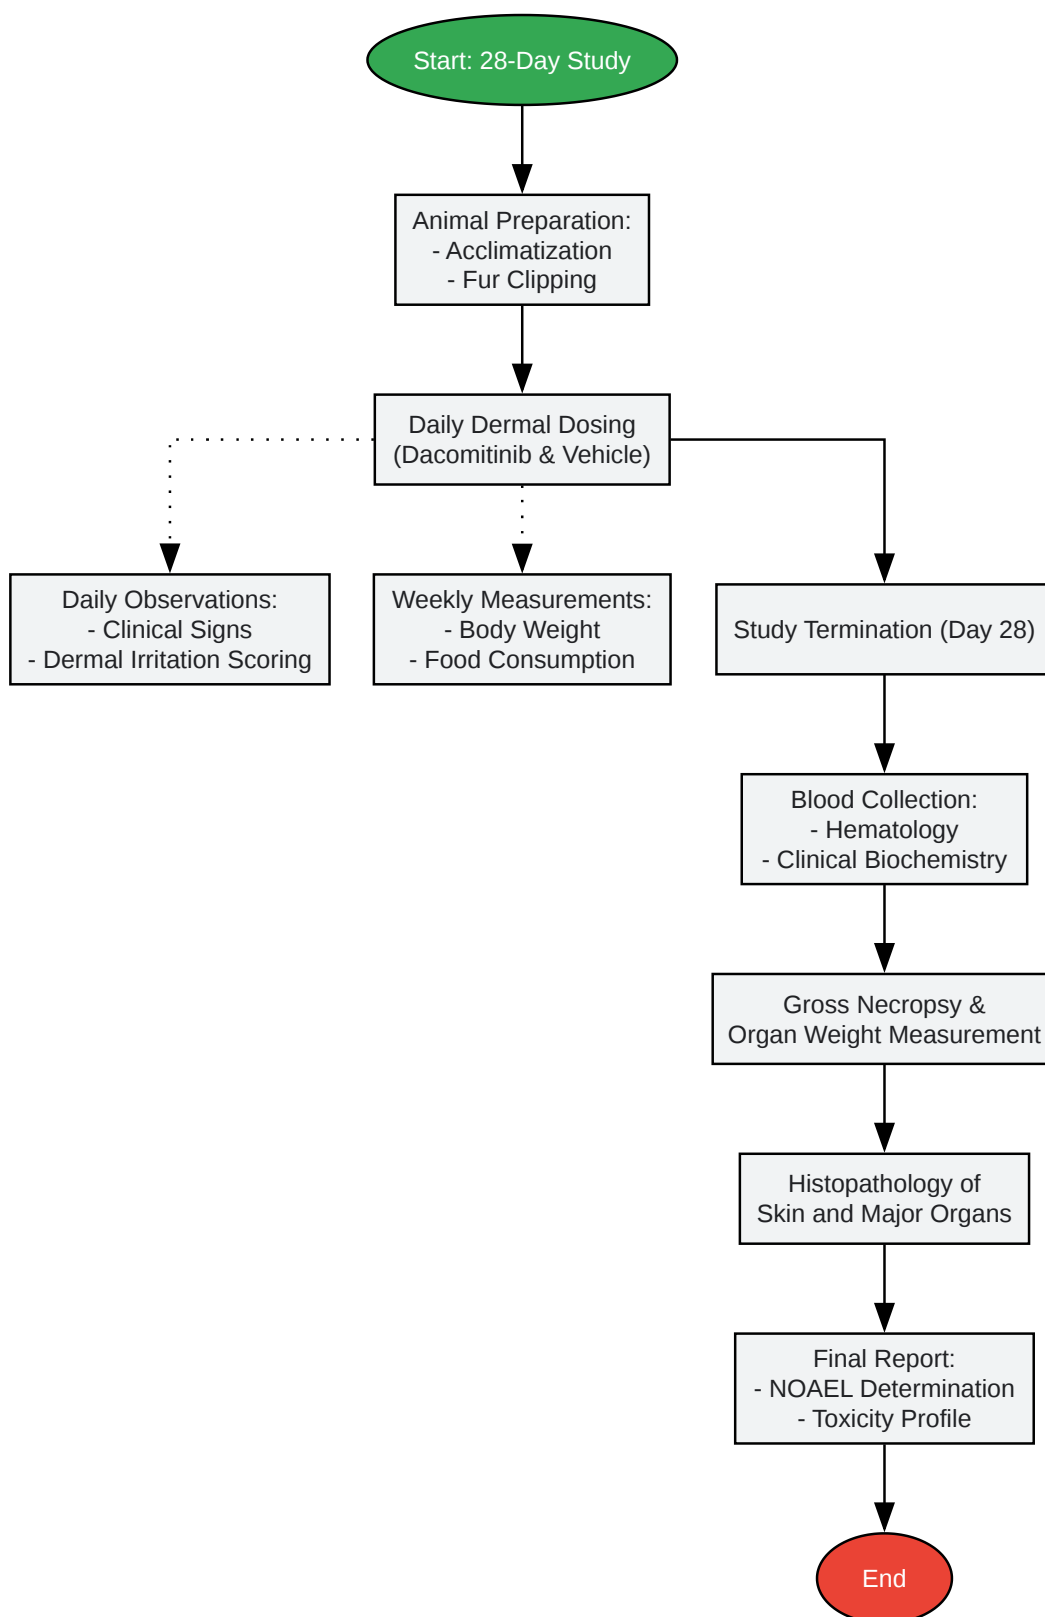 Start: 28-Day Study
Animal Preparation:
- Acclimatization
- Fur Clipping
Daily Dermal Dosing
(Dacomitinib & Vehicle)
Daily Observations:
- Clinical Signs
- Dermal Irritation Scoring
Weekly Measurements:
- Body Weight
- Food Consumption
Study Termination (Day 28)
Blood Collection:
- Hematology
- Clinical Biochemistry
Gross Necropsy &
Organ Weight Measurement
Histopathology of
Skin and Major Organs
Final Report:
- NOAEL Determination
- Toxicity Profile
End